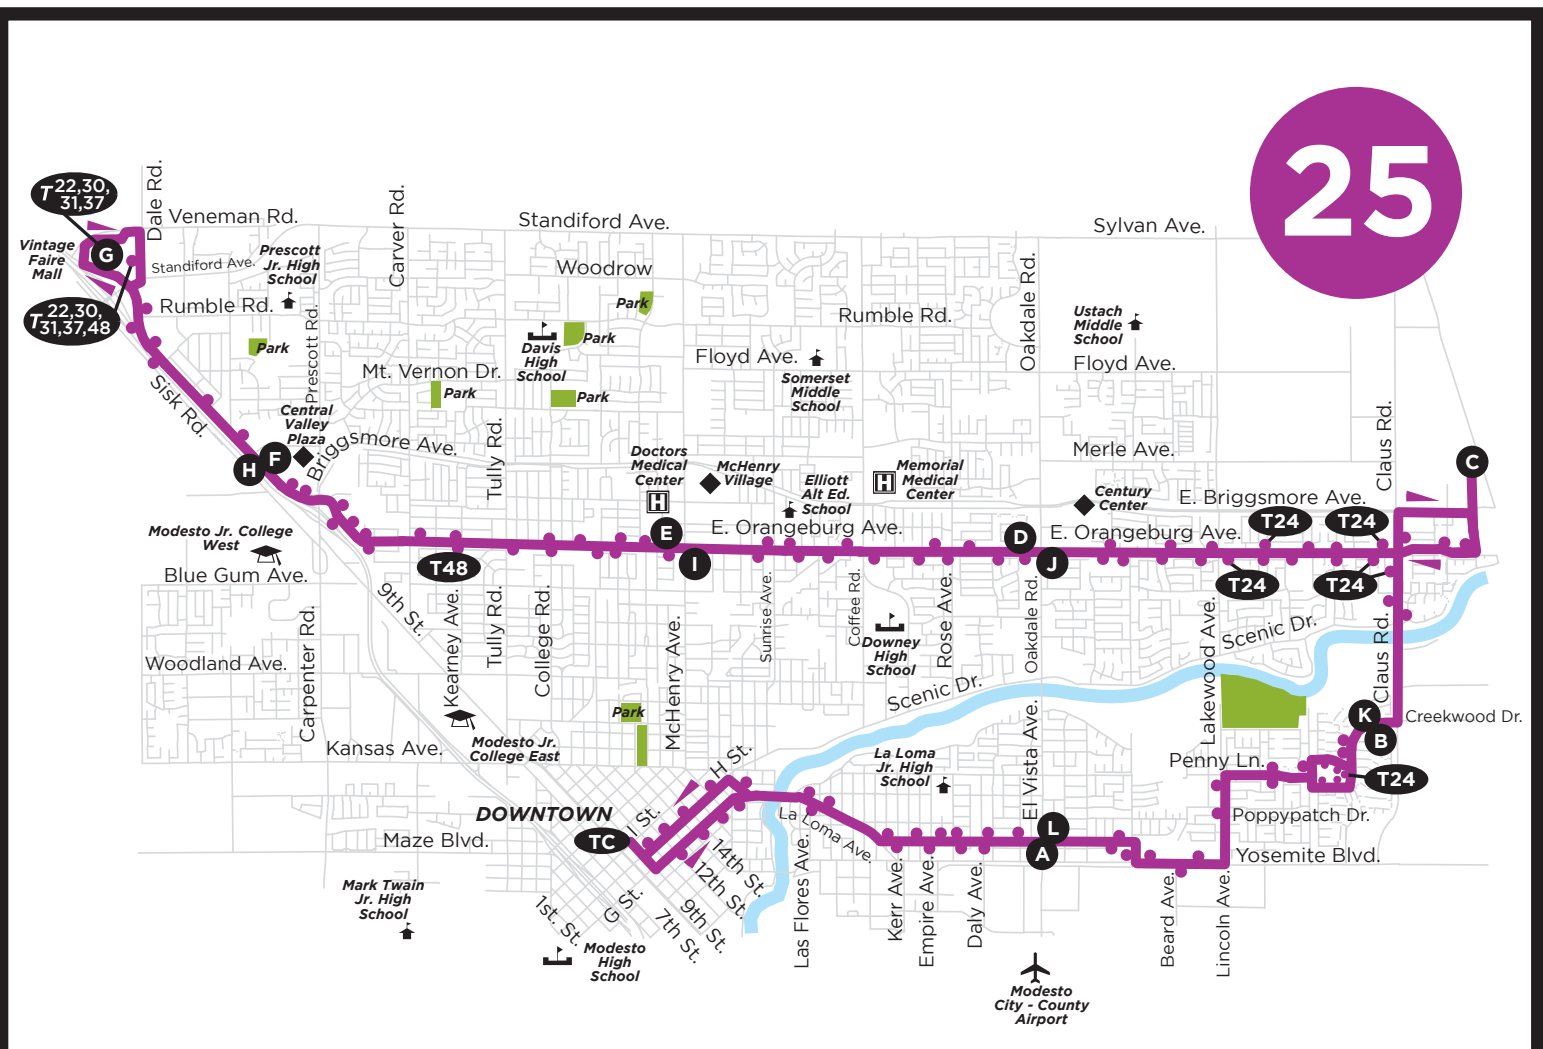 25
T 22,30,
31,37
Dale Rd.
Veneman Rd.
Carver Rd.
Standiford Ave.
Sylvan Ave.
Vintage
Faire
Mall
G
Standiford Ave.
Prescott
Jr. High
School
Woodrow
Oakdale Rd.
T 22,30,
31,37,48
Rumble Rd.
Prescott Rd.
Park
Park
Rumble Rd.
Ustach
Middle
School
Park
Davis
High
School
Floyd Ave.
Floyd Ave.
Mt. Vernon Dr.
Park
Park
Somerset
Middle
School
Sisk Rd.
Central
Valley
Plaza
Briggsmore Ave.
Tully Rd.
Claus Rd.
Merle Ave.
H
F
Doctors
Medical
Center
McHenry
Village
Elliott
Alt Ed.
School
Memorial
Medical
Center
Century
Center
C
E. Briggsmore Ave.
Modesto Jr. College
West
E
E. Orangeburg Ave.
D
E. Orangeburg Ave.
T24
T24
T48
I
J
T24
T24
Blue Gum Ave.
9th St.
Carpenter Rd.
Kearney Ave.
Tully Rd.
College Rd.
McHenry Ave.
Sunrise Ave.
Coffee Rd.
Downey
High
School
Rose Ave.
Oakdale Rd.
Lakewood Ave.
Scenic Dr.
Claus Rd.
Woodland Ave.
Scenic Dr.
Park
K
B
Creekwood Dr.
Kansas Ave.
Modesto Jr.
College East
H St.
La Loma
Jr. High
School
El Vista Ave.
Penny Ln.
T24
DOWNTOWN
I St.
TC
Maze Blvd.
La Loma Ave.
L
A
Poppypatch Dr.
Yosemite Blvd.
14th St.
12th St.
9th St.
7th St.
G St.
1st. St.
Mark Twain
Jr. High
School
Modesto
High
School
Las Flores Ave.
Kerr Ave.
Empire Ave.
Daly Ave.
Beard Ave.
Lincoln Ave.
Modesto
City - County
Airport